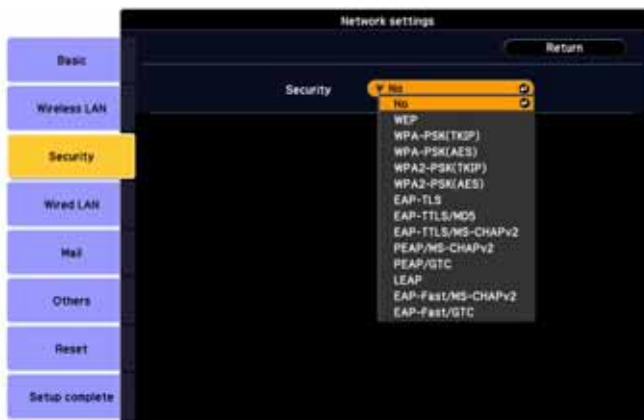 Network settings
Return
Basic
Wireless LAN
Security
Wired LAN
Mail
Others
Reset
Setup complete
Security
No
No
WEP
WPA-PSK(TKIP)
WPA-PSK(AES)
WPA2-PSK(TKIP)
WPA2-PSK(AES)
EAP-TLS
EAP-TTLS/MD5
EAP-TTLS/MS-CHAPv2
PEAP/MS-CHAPv2
PEAP/GTC
LEAP
EAP-Fast/MS-CHAPv2
EAP-Fast/GTC